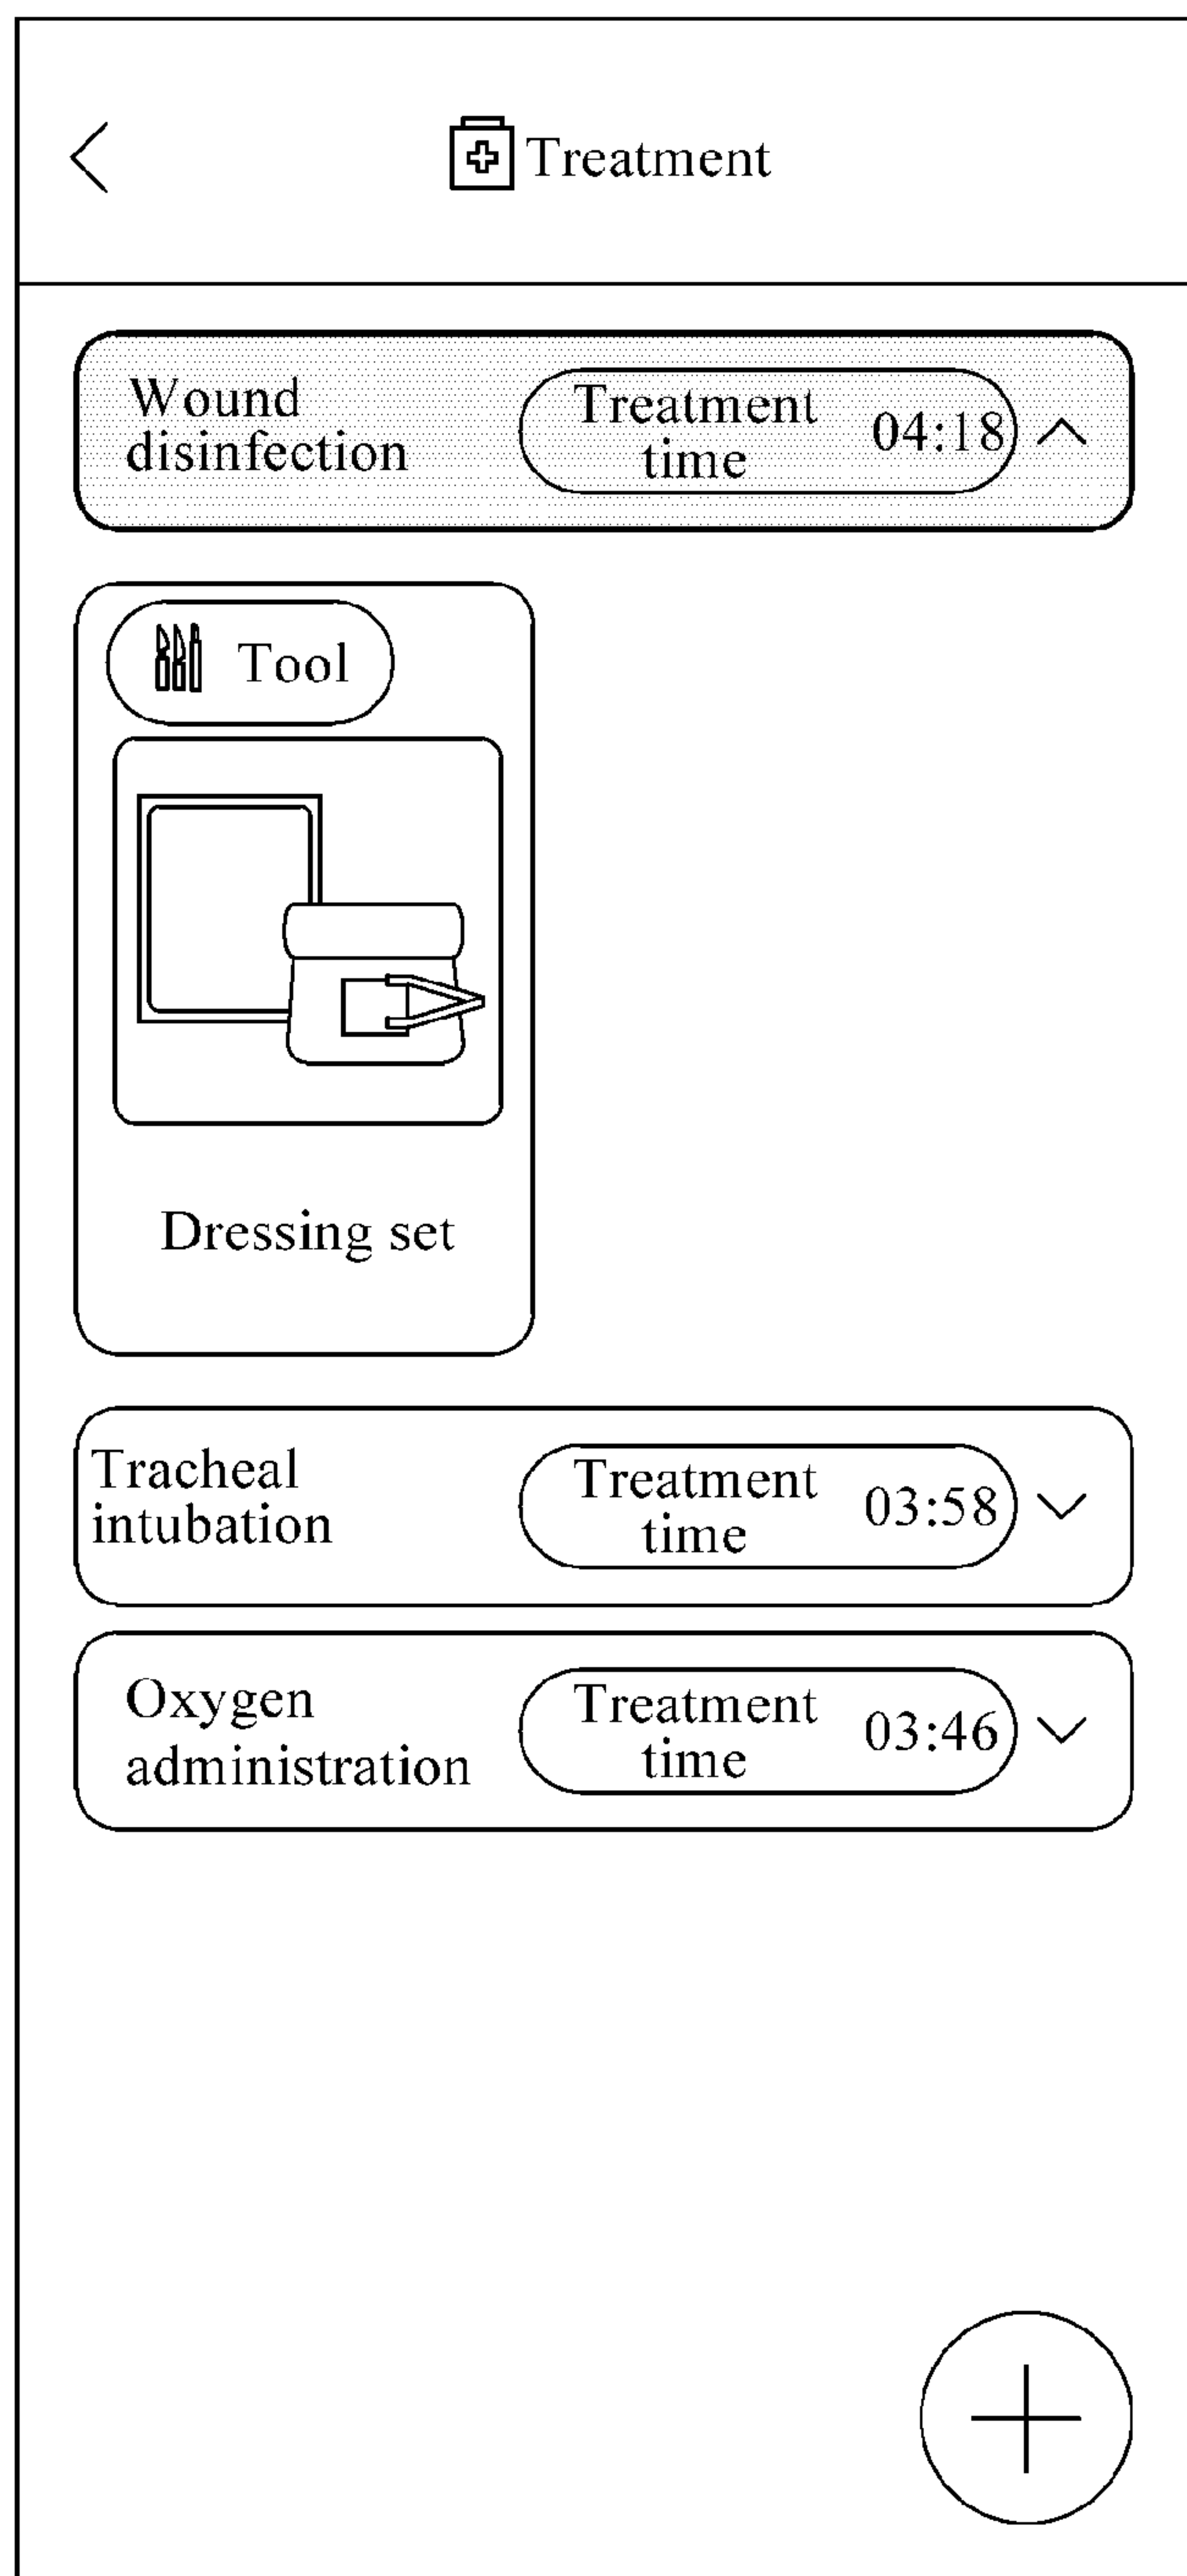 Treatment
Wound
disinfection
Treatment
time
04:18
Tool
Dressing set
Tracheal
intubation
Treatment
time
03:58
Oxygen
administration
Treatment
time
03:46